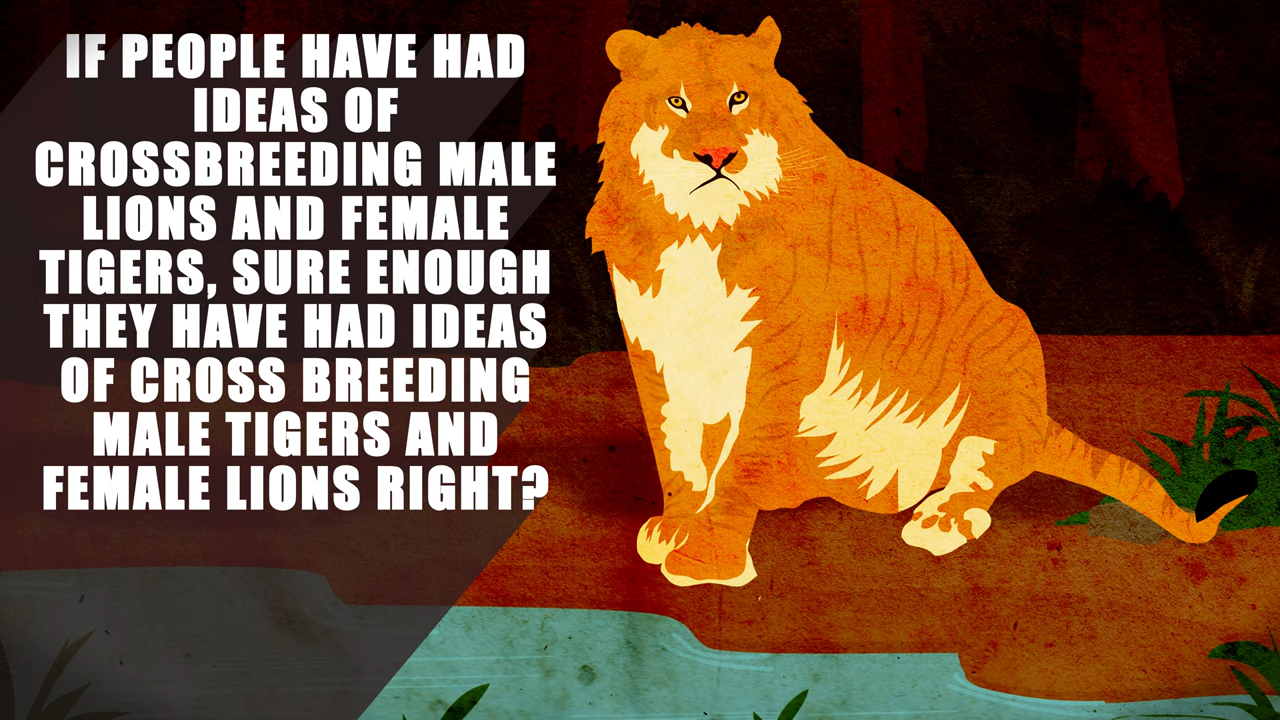 IF PEOPLE HAVE HAD
IDEAS OF
CROSSBREEDING MALE
LIONS AND FEMALE
TIGERS, SURE ENOUGH
THEY HAVE HAD IDEAS
OF CROSS BREEDING
MALE TIGERS AND
FEMALE LIONS RIGHT?